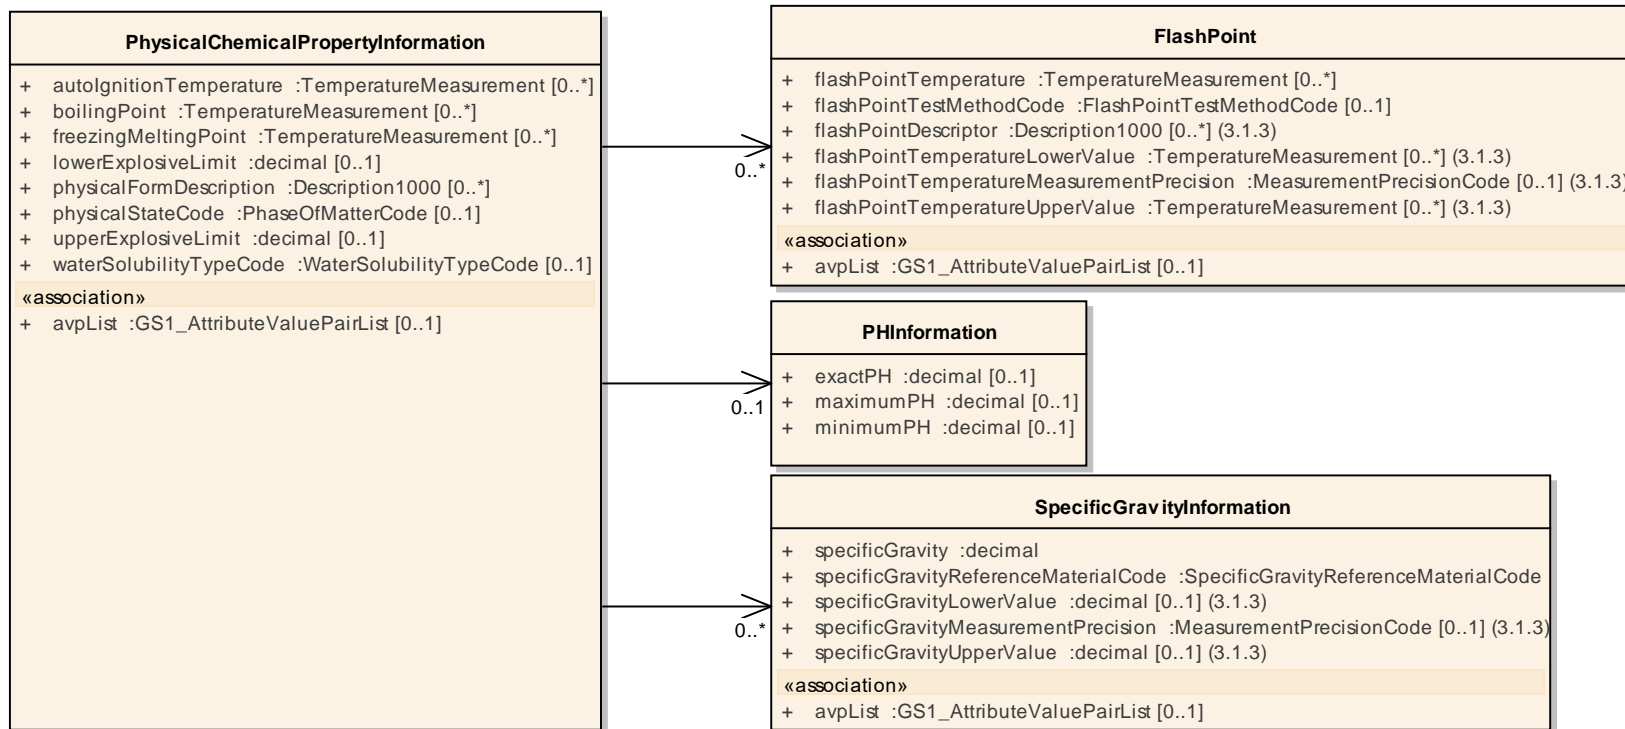 PhysicalChemicalPropertyInformation
+ autoIgnitionTemperature :TemperatureMeasurement [0..*]
+ boilingPoint :TemperatureMeasurement [0..*]
+ freezingMeltingPoint :TemperatureMeasurement [0..*]
+ lowerExplosiveLimit :decimal [0..1]
+ physicalFormDescription :Description1000 [0..*]
+ physicalStateCode :PhaseOfMatterCode [0..1]
+ upperExplosiveLimit :decimal [0..1]
+ waterSolubilityTypeCode :WaterSolubilityTypeCode [0..1]
«association»
+ avpList :GS1_AttributeValuePairList [0..1]
0..*
FlashPoint
+ flashPointTemperature :TemperatureMeasurement [0..*]
+ flashPointTestMethodCode :FlashPointTestMethodCode [0..1]
+ flashPointDescriptor :Description1000 [0..*] (3.1.3)
+ flashPointTemperatureLowerValue :TemperatureMeasurement [0..*] (3.1.3)
+ flashPointTemperatureMeasurementPrecision :MeasurementPrecisionCode [0..1] (3.1.3)
+ flashPointTemperatureUpperValue :TemperatureMeasurement [0..*] (3.1.3)
«association»
+ avpList :GS1_AttributeValuePairList [0..1]
0..1
PHInformation
+ exactPH :decimal [0..1]
+ maximumPH :decimal [0..1]
+ minimumPH :decimal [0..1]
0..*
SpecificGravityInformation
+ specificGravity :decimal
+ specificGravityReferenceMaterialCode :SpecificGravityReferenceMaterialCode
+ specificGravityLowerValue :decimal [0..1] (3.1.3)
+ specificGravityMeasurementPrecision :MeasurementPrecisionCode [0..1] (3.1.3)
+ specificGravityUpperValue :decimal [0..1] (3.1.3)
«association»
+ avpList :GS1_AttributeValuePairList [0..1]